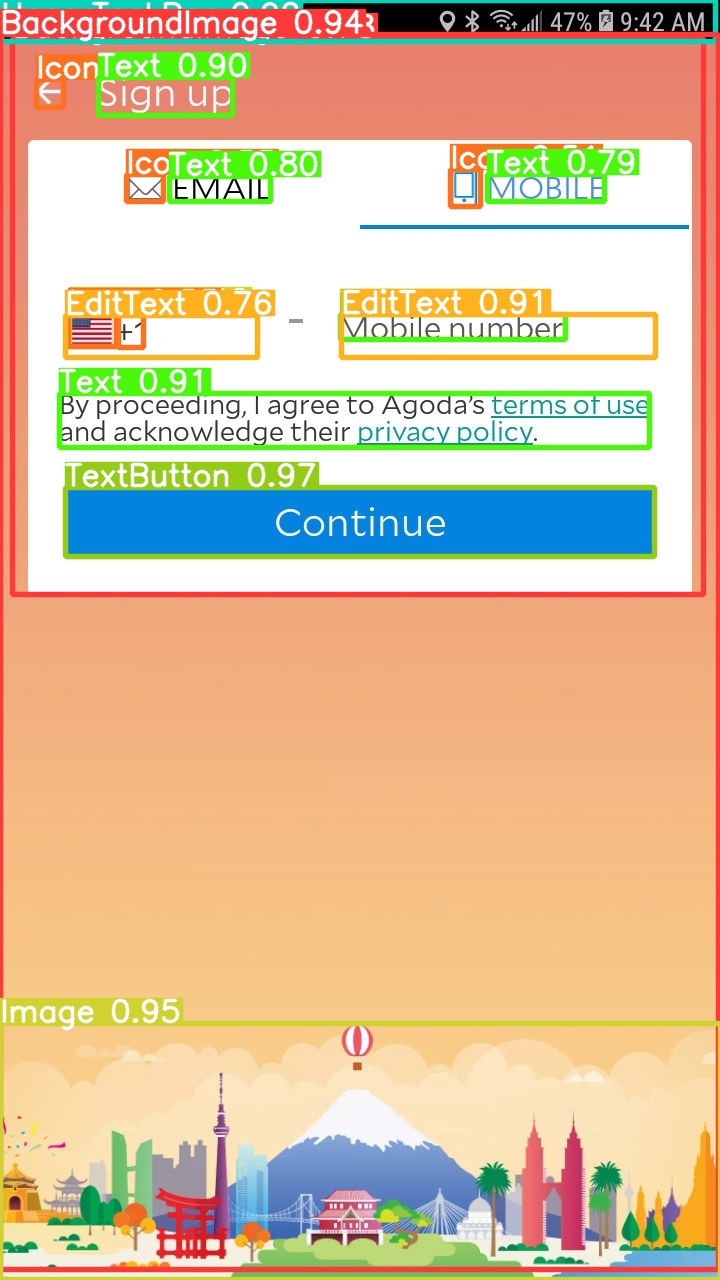 BackgroundImage 0.94
47% 9:42 AM
Icon Text 0.90
Sign up
Text 0.80
Text 0.79
EMAIL
MOBILE
EditText 0.76
EditText 0.91
+1
-
Mobile number
Text 0.91
By proceeding, I agree to Agoda's terms of use
and acknowledge their privacy policy.
TextButton 0.97
Continue
Image 0.95